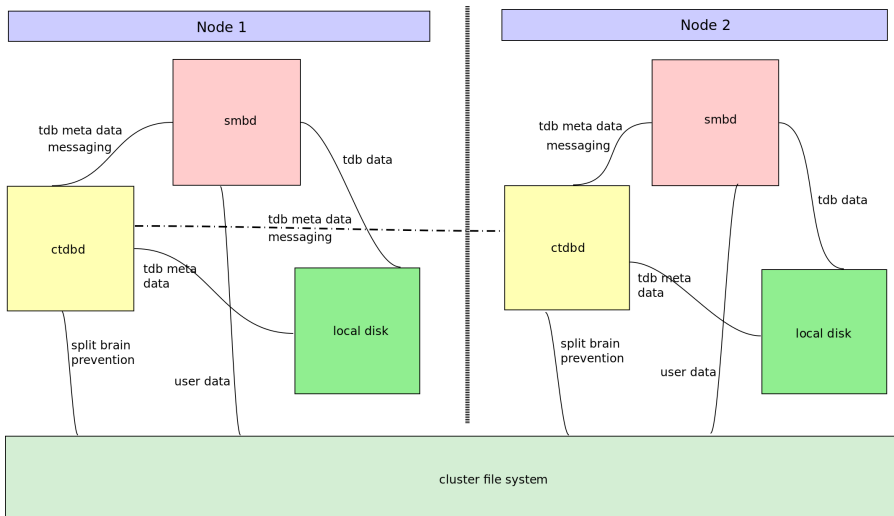 Node 1
Node 2
smbd
smbd
tdb meta data
messaging
tdb data
tdb meta data
messaging
tdb data
ctdbd
ctdbd
tdb meta data
messaging
tdb meta
data
tdb meta
data
local disk
local disk
split brain
prevention
user data
split brain
prevention
user data
cluster file system